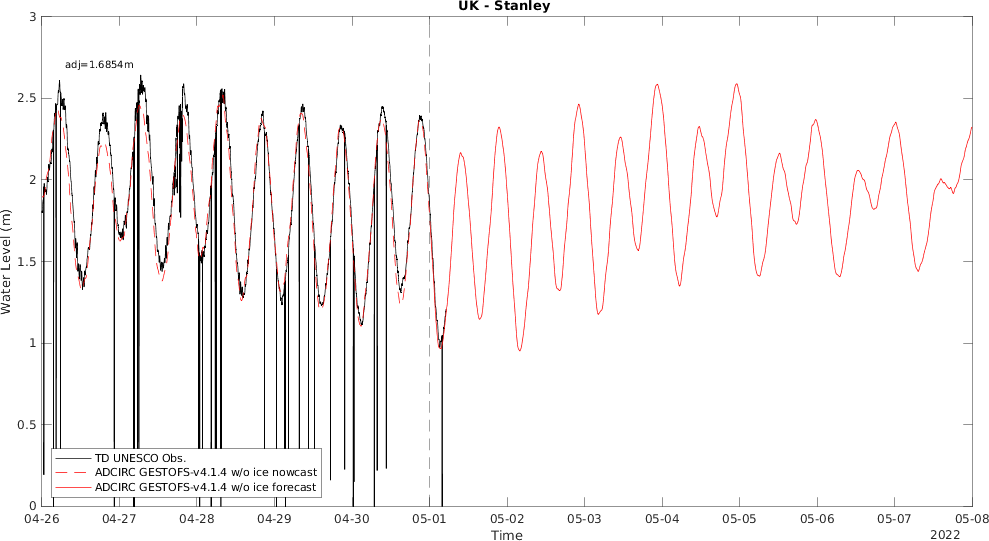 UK - Stanley
adj=1.6854m
3
2.5
2
1.5
1
0.5
0
Water Level (m)
TD UNESCO Obs.
ADCIRC GESTOFS-v4.1.4 w/o ice nowcast
ADCIRC GESTOFS-v4.1.4 w/o ice forecast
04-26 04-27 04-28 04-29 04-30 05-01 05-02 05-03 05-04 05-05 05-06 05-07 05-08
Time
2022